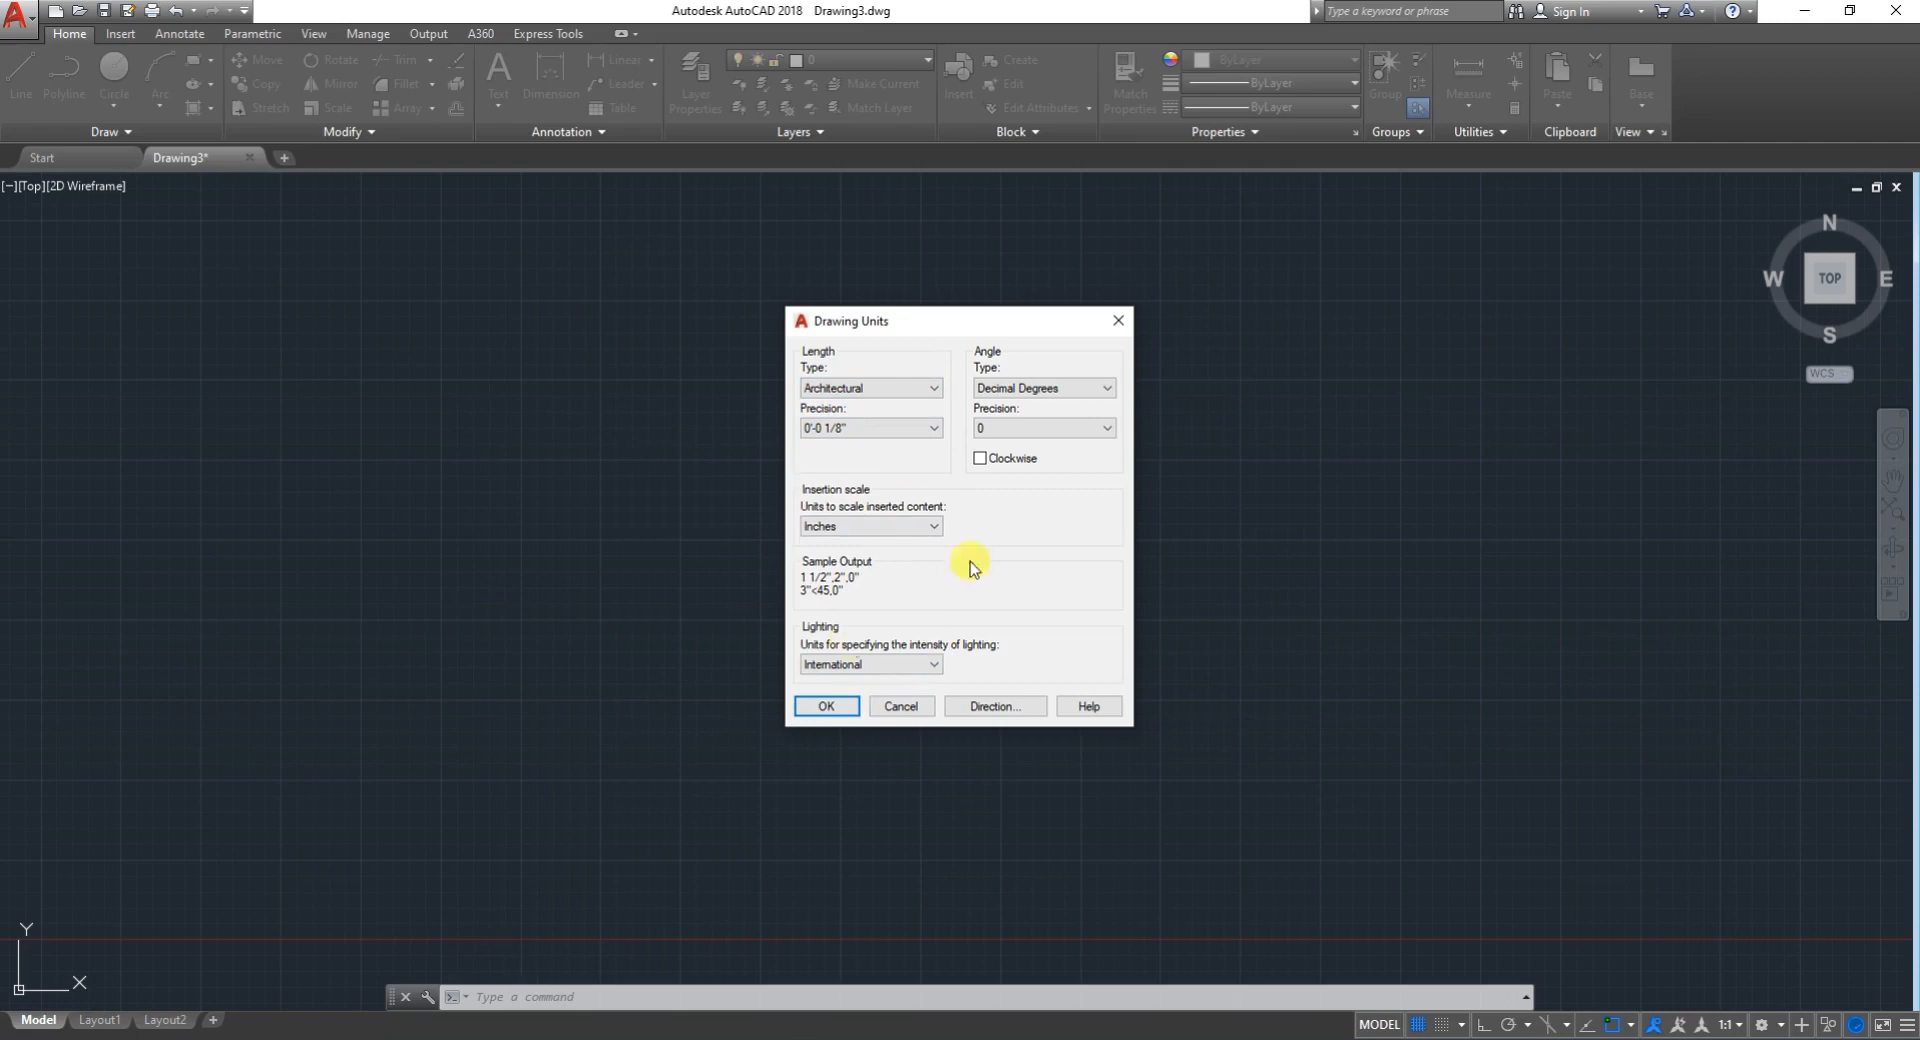 Autodesk AutoCAD 2018 Drawing3.dwg
Type a keyword or phrase
Sign In
Home Insert Annotate Parametric View Manage Output A360 Express Tools
Line
Polyline
Circle
Arc
Move
Copy
Stretch
Rotate
Mirror
Scale
Trim
Fillet
Array
Text
Dimension
Linear
Leader
Table
Layer
Properties
0
Make Current
Match Layer
Insert
Create
Edit
Edit Attributes
Match
Properties
ByLayer
ByLayer
ByLayer
Group
Measure
Paste
Base
Draw Modify Annotation Layers Block Properties Groups Utilities Clipboard View
Start Drawing3*
[−][Top][2D Wireframe]
N
W TOP E
S
WCS
Drawing Units
Length
Type:
Architectural
Precision:
0'-0 1/8"
Angle
Type:
Decimal Degrees
Precision:
0
Clockwise
Insertion scale
Units to scale inserted content:
Inches
Sample Output
1 1/2",2",0"
3"<45,0"
Lighting
Units for specifying the intensity of lighting:
International
OK Cancel Direction... Help
Y
X
Type a command
Model Layout1 Layout2
MODEL
1:1